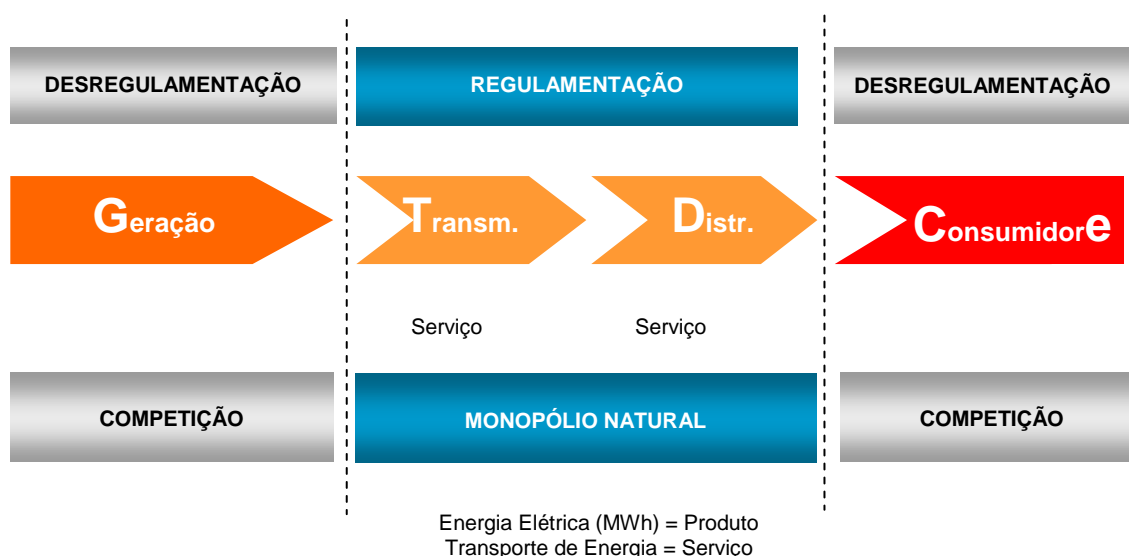 DESREGULAMENTAÇÃO
REGULAMENTAÇÃO
DESREGULAMENTAÇÃO
Geração
Transm.
Distr.
Consumidore
Serviço
Serviço
COMPETIÇÃO
MONOPÓLIO NATURAL
COMPETIÇÃO
Energia Elétrica (MWh) = Produto
Transporte de Energia = Serviço